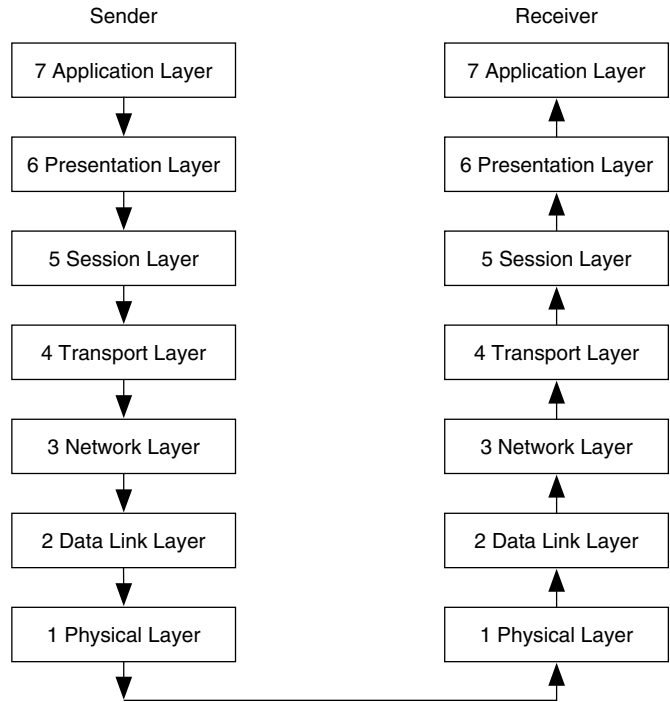 Sender
7 Application Layer
6 Presentation Layer
5 Session Layer
4 Transport Layer
3 Network Layer
2 Data Link Layer
1 Physical Layer
Receiver
7 Application Layer
6 Presentation Layer
5 Session Layer
4 Transport Layer
3 Network Layer
2 Data Link Layer
1 Physical Layer